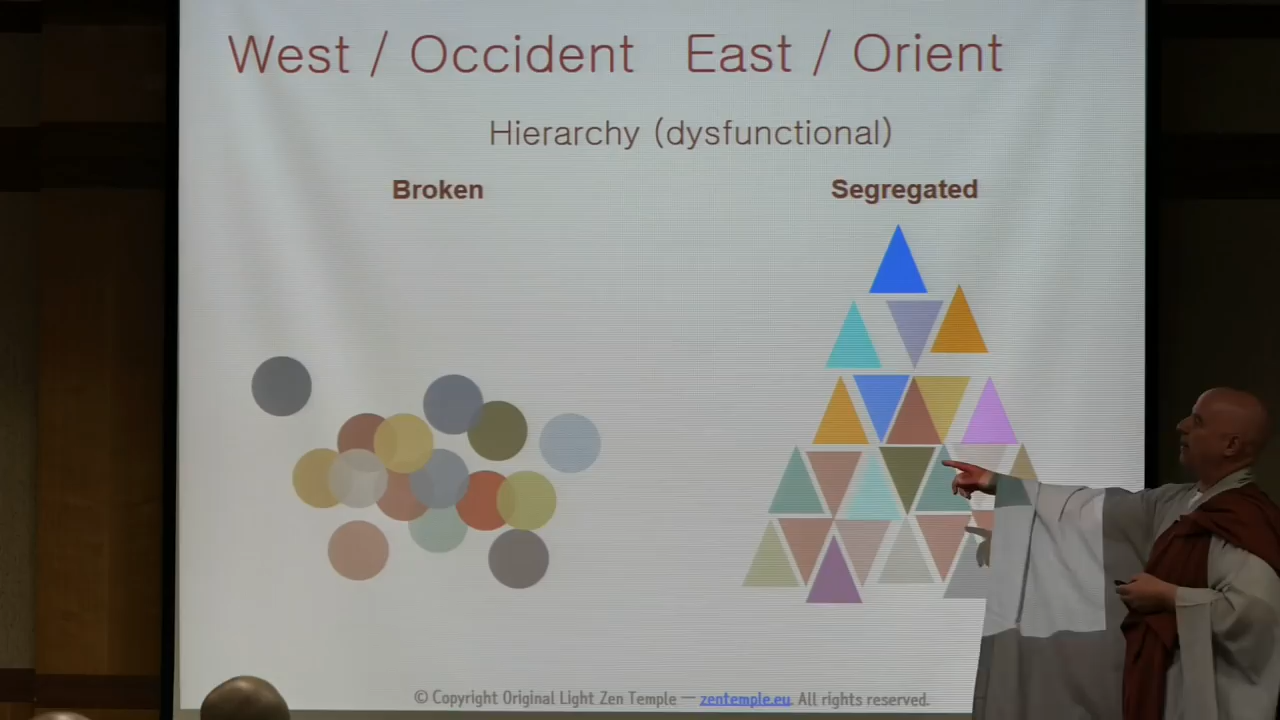 West / Occident East / Orient
Hierarchy (dysfunctional)
Broken Segregated
© Copyright Original Light Zen Temple — zentemple.eu. All rights reserved.